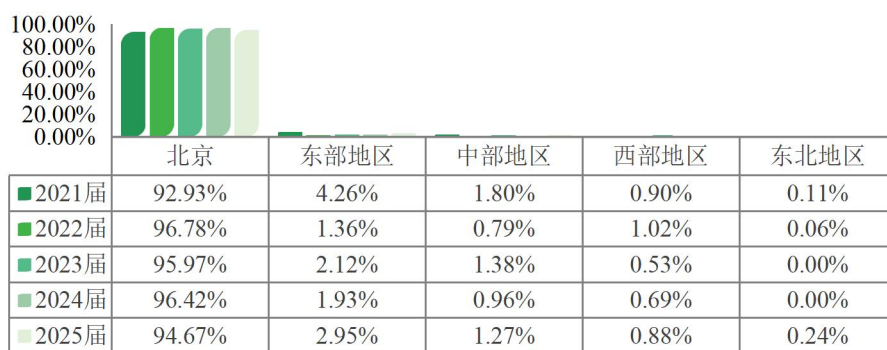 100.00%
80.00%
60.00%
40.00%
20.00%
0.00%
北京 东部地区 中部地区 西部地区 东北地区
2021届 92.93% 4.26% 1.80% 0.90% 0.11%
2022届 96.78% 1.36% 0.79% 1.02% 0.06%
2023届 95.97% 2.12% 1.38% 0.53% 0.00%
2024届 96.42% 1.93% 0.96% 0.69% 0.00%
2025届 94.67% 2.95% 1.27% 0.88% 0.24%